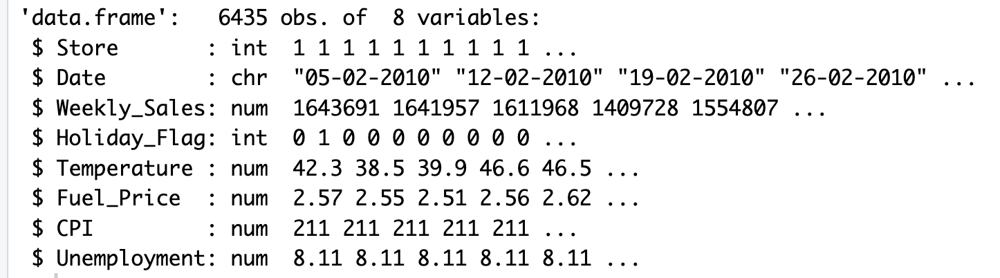 'data.frame':   6435 obs. of  8 variables:
 $ Store       : int  1 1 1 1 1 1 1 1 1 1 ...
 $ Date        : chr  "05-02-2010" "12-02-2010" "19-02-2010" "26-02-2010" ...
 $ Weekly_Sales: num  1643691 1641957 1611968 1409728 1554807 ...
 $ Holiday_Flag: int  0 1 0 0 0 0 0 0 0 0 ...
 $ Temperature : num  42.3 38.5 39.9 46.6 46.5 ...
 $ Fuel_Price  : num  2.57 2.55 2.51 2.56 2.62 ...
 $ CPI         : num  211 211 211 211 211 ...
 $ Unemployment: num  8.11 8.11 8.11 8.11 8.11 ...